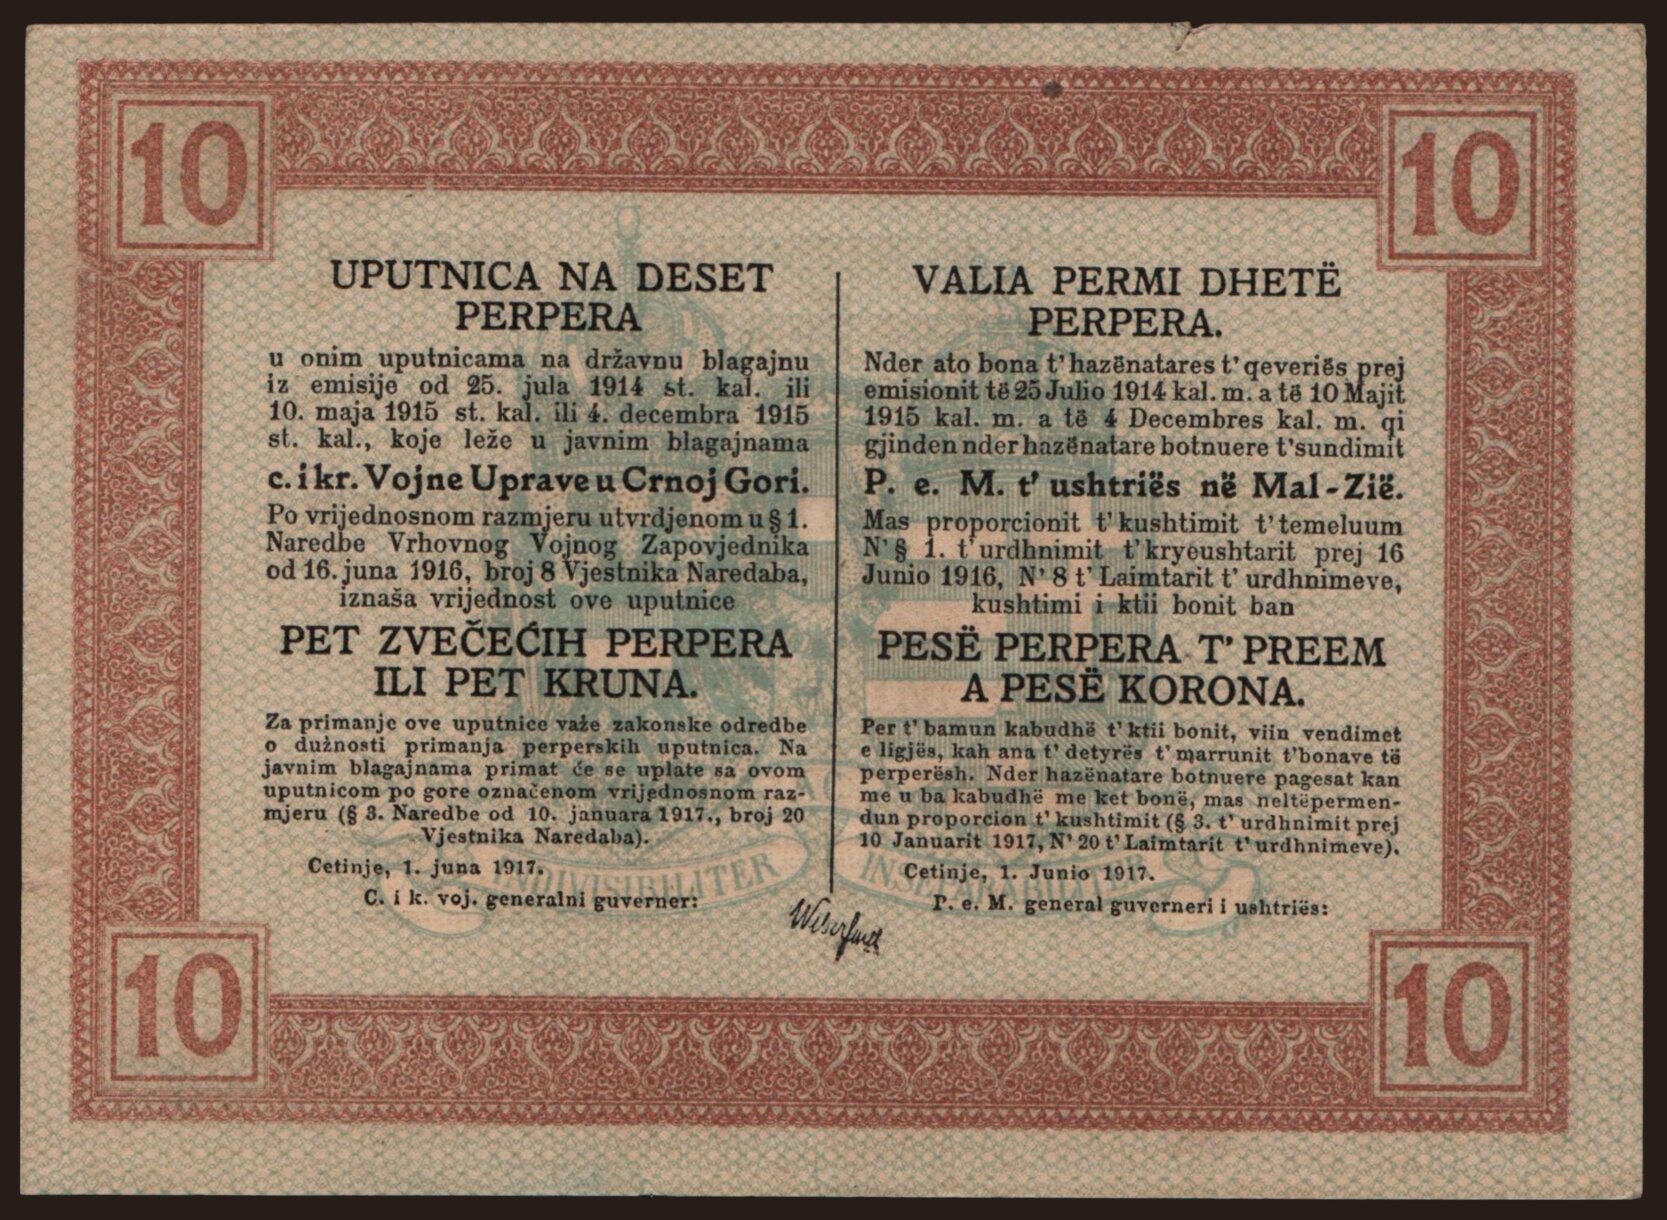 10
10
UPUTNICA NA DESET
PERPERA
u onim uputnicama na državnu blagajnu
iz emisije od 25. jula 1914 st. kal. ili
10. maja 1915 st. kal. ili 4. decembra 1915
st. kal., koje leže u javnim blagajnama
c. i kr. Vojne Uprave u Crnoj Gori.
Po vrijednosnom razmjeru utvrdjenom u § 1.
Naredbe Vrhovnog Vojnog Zapovjednika
od 16. juna 1916, broj 8 Vjestnika Naredaba,
iznaša vrijednost ove uputnice
PET ZVEČEĆIH PERPERA
ILI PET KRUNA.
Za primanje ove uputnice važe zakonske odredbe
o dužnosti primanja perperskih uputnica. Na
javnim blagajnama primat će se uplate sa ovom
uputnicom po gore označenom vrijednosnom raz-
mjeru (§ 3. Naredbe od 10. januara 1917., broj 20
Vjestnika Naredaba).
Cetinje, 1. juna 1917.
C. i k. voj. generalni guverner:
VALIA PERMI DHETË
PERPERA.
Nder ato bona t' hazënatares t' qeveriës prej
emisionit të 25 Julio 1914 kal. m. a të 10 Majit
1915 kal. m. a të 4 Decembres kal. m. qi
gjinden nder hazënatare botnuere t'sundimit
P. e. M. t' ushtriës në Mal-Zië.
Mas proporcionit t' kushtimit t' temeluum
N' § 1. t' urdhnimit t' kryeushtarit prej 16
Junio 1916, N' 8 t' Laimtarit t' urdhnimeve,
kushtimi i ktii bonit ban
PESË PERPERA T' PREEM
A PESË KORONA.
Per t' bamun kabudhë t' ktii bonit, viin vendimet
e ligjës, kah ana t' detyrës t' marrunit t'bonave të
perperësh. Nder hazënatare botnuere pagesat kan
me u ba kabudhë me ket bonë, mas neltëpermen-
dun proporcion t' kushtimit (§ 3. t' urdhnimit prej
10 Januarit 1917, N' 20 t' Laimtarit t' urdhnimeve).
Cetinje, 1. Junio 1917.
P. e. M. general guverneri i ushtriës:
INDIVISIBILITER
INSEPARABILITER
10
10